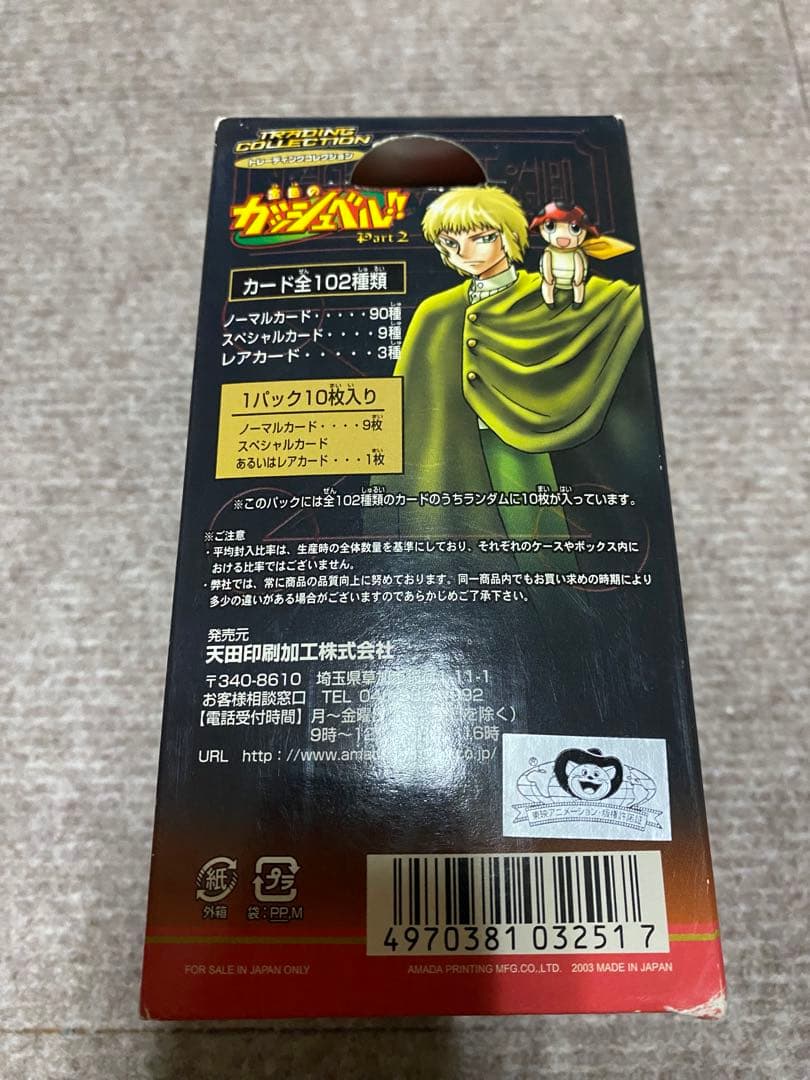 TRADING
COLLECTION
トレーディングコレクション
金色の
ガッシュベル!!
Part 2
カード全102種類
ノーマルカード・・・・・90種
スペシャルカード・・・・9種
レアカード・・・・・3種
1パック10枚入り
ノーマルカード・・・・9枚
スペシャルカード
あるいはレアカード・・・1枚
※このパックには全102種類のカードのうちランダムに10枚が入っています。
※ご注意
・平均封入比率は、生産時の全体数量を基準にしており、それぞれのケースやボックス内に
おける比率ではございません。
・弊社では、常に商品の品質向上に努めております。同一商品内でもお買い求めの時期により
多少の違いがある場合がございますのであらかじめご了承下さい。
発売元
天田印刷加工株式会社
〒340-8610 埼玉県草加 11-1
お客様相談窓口 TEL 992
【電話受付時間】月〜金曜 を除く）
9時〜12 6時
URL http://www.amad
紙
外箱
プラ
袋:PP,M
東映アニメーション・版権許諾証
4970381032517
FOR SALE IN JAPAN ONLY
AMADA PRINTING MFG.CO.,LTD. 2003 MADE IN JAPAN